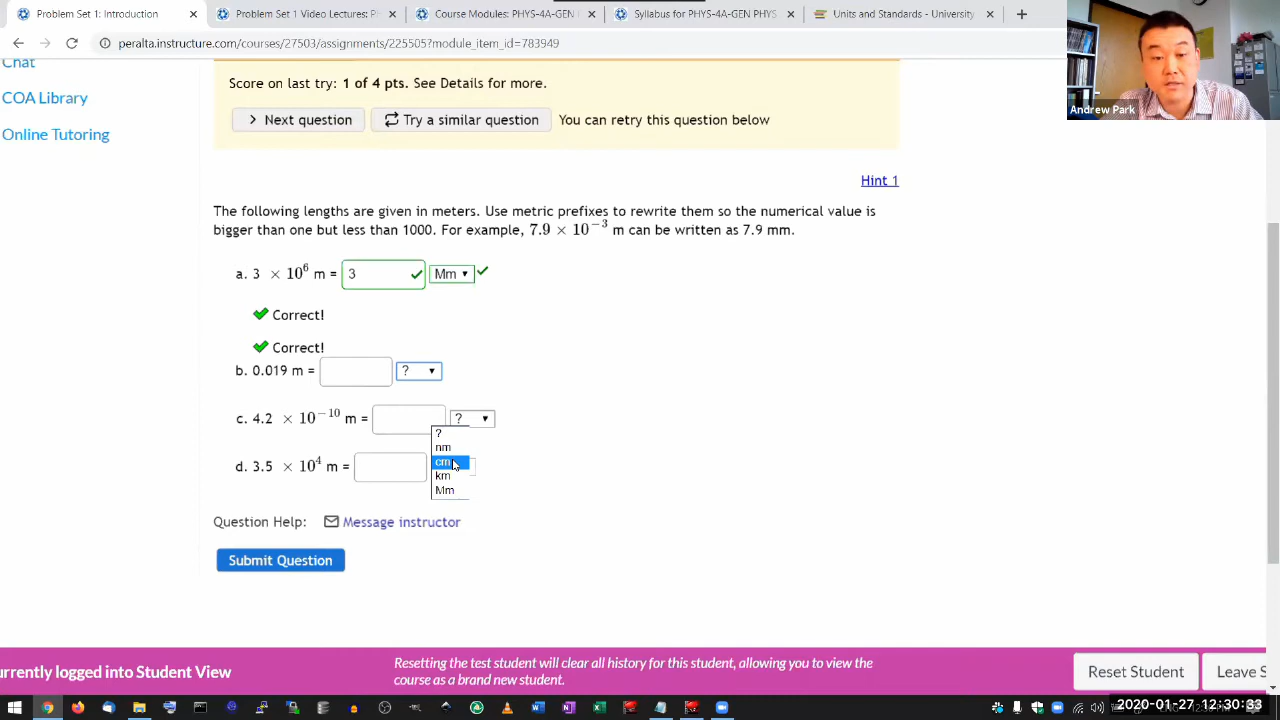 Problem Set 1: Introduction
Problem Set 1 Video Lectures: Ph
Course Modules: PHYS-4A-GEN
Syllabus for PHYS-4A-GEN PHYS
Units and Standards - University
peralta.instructure.com/courses/27503/assignments/225505?module_item_id=783949
Andrew Park
Chat
COA Library
Online Tutoring
Score on last try: 1 of 4 pts. See Details for more.
> Next question
Try a similar question
You can retry this question below
Hint 1
The following lengths are given in meters. Use metric prefixes to rewrite them so the numerical value is
bigger than one but less than 1000. For example, 7.9 × 10⁻³ m can be written as 7.9 mm.
a. 3 × 10⁶ m = 3 Mm
Correct!
Correct!
b. 0.019 m = ?
c. 4.2 × 10⁻¹⁰ m = ?
?
nm
cm
km
Mm
d. 3.5 × 10⁴ m =
Question Help: Message instructor
Submit Question
urrently logged into Student View
Resetting the test student will clear all history for this student, allowing you to view the
course as a brand new student.
Reset Student
Leave S
2020-01-27 12:30:33